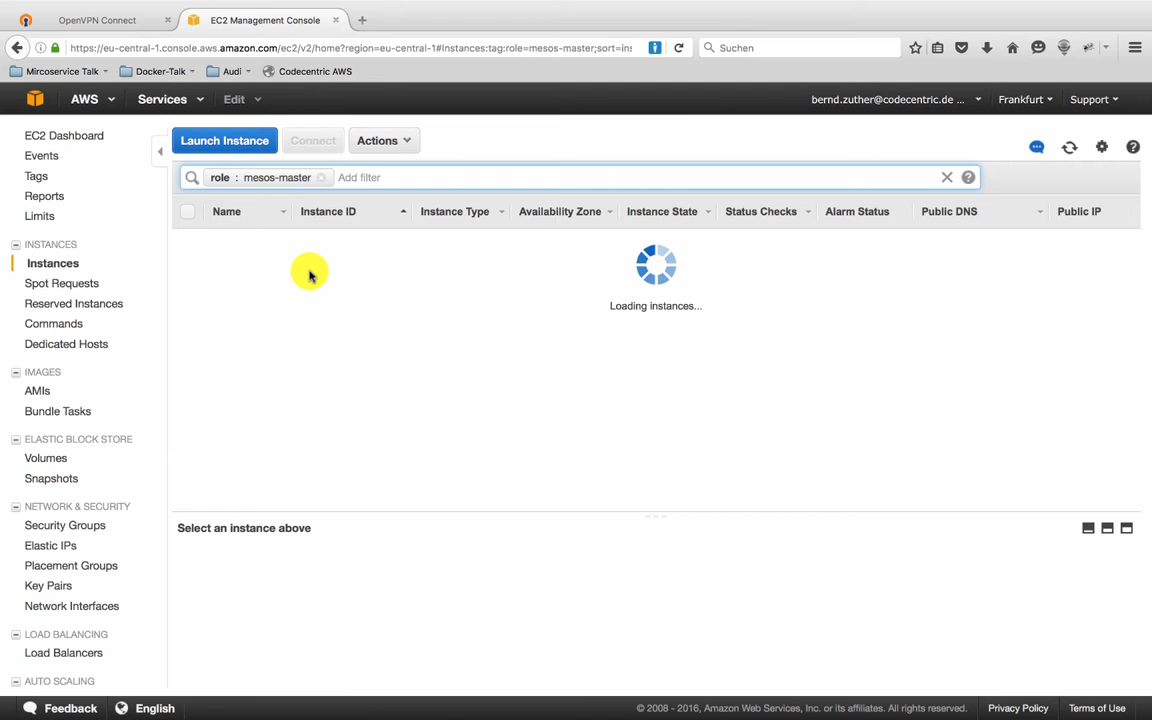 OpenVPN Connect
EC2 Management Console
https://eu-central-1.console.aws.amazon.com/ec2/v2/home?region=eu-central-1#Instances:tag:role=mesos-master;sort=ins
Suchen
Mircoservice Talk
Docker-Talk
Audi
Codecentric AWS
AWS
Services
Edit
bernd.zuther@codecentric.de ...
Frankfurt
Support
EC2 Dashboard
Events
Tags
Reports
Limits
INSTANCES
Instances
Spot Requests
Reserved Instances
Commands
Dedicated Hosts
IMAGES
AMIs
Bundle Tasks
ELASTIC BLOCK STORE
Volumes
Snapshots
NETWORK & SECURITY
Security Groups
Elastic IPs
Placement Groups
Key Pairs
Network Interfaces
LOAD BALANCING
Load Balancers
AUTO SCALING
Launch Instance
Connect
Actions
role : mesos-master
Add filter
Name
Instance ID
Instance Type
Availability Zone
Instance State
Status Checks
Alarm Status
Public DNS
Public IP
Loading instances...
Select an instance above
Feedback
English
© 2008 - 2016, Amazon Web Services, Inc. or its affiliates. All rights reserved.
Privacy Policy
Terms of Use